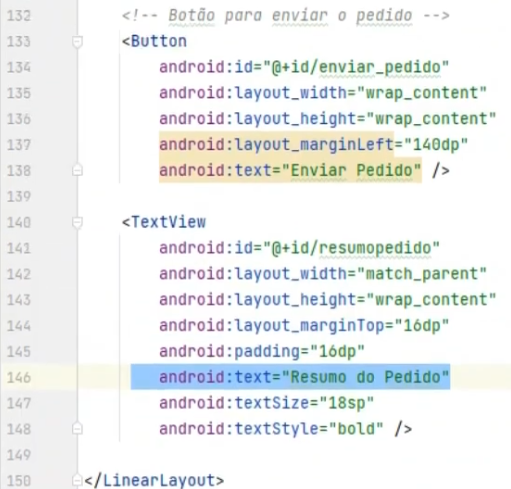 132 <!-- Botão para enviar o pedido -->
133 <Button
134 android:id="@+id/enviar_pedido"
135 android:layout_width="wrap_content"
136 android:layout_height="wrap_content"
137 android:layout_marginLeft="140dp"
138 android:text="Enviar Pedido" />
139
140 <TextView
141 android:id="@+id/resumopedido"
142 android:layout_width="match_parent"
143 android:layout_height="wrap_content"
144 android:layout_marginTop="16dp"
145 android:padding="16dp"
146 android:text="Resumo do Pedido"
147 android:textSize="18sp"
148 android:textStyle="bold" />
149
150 </LinearLayout>